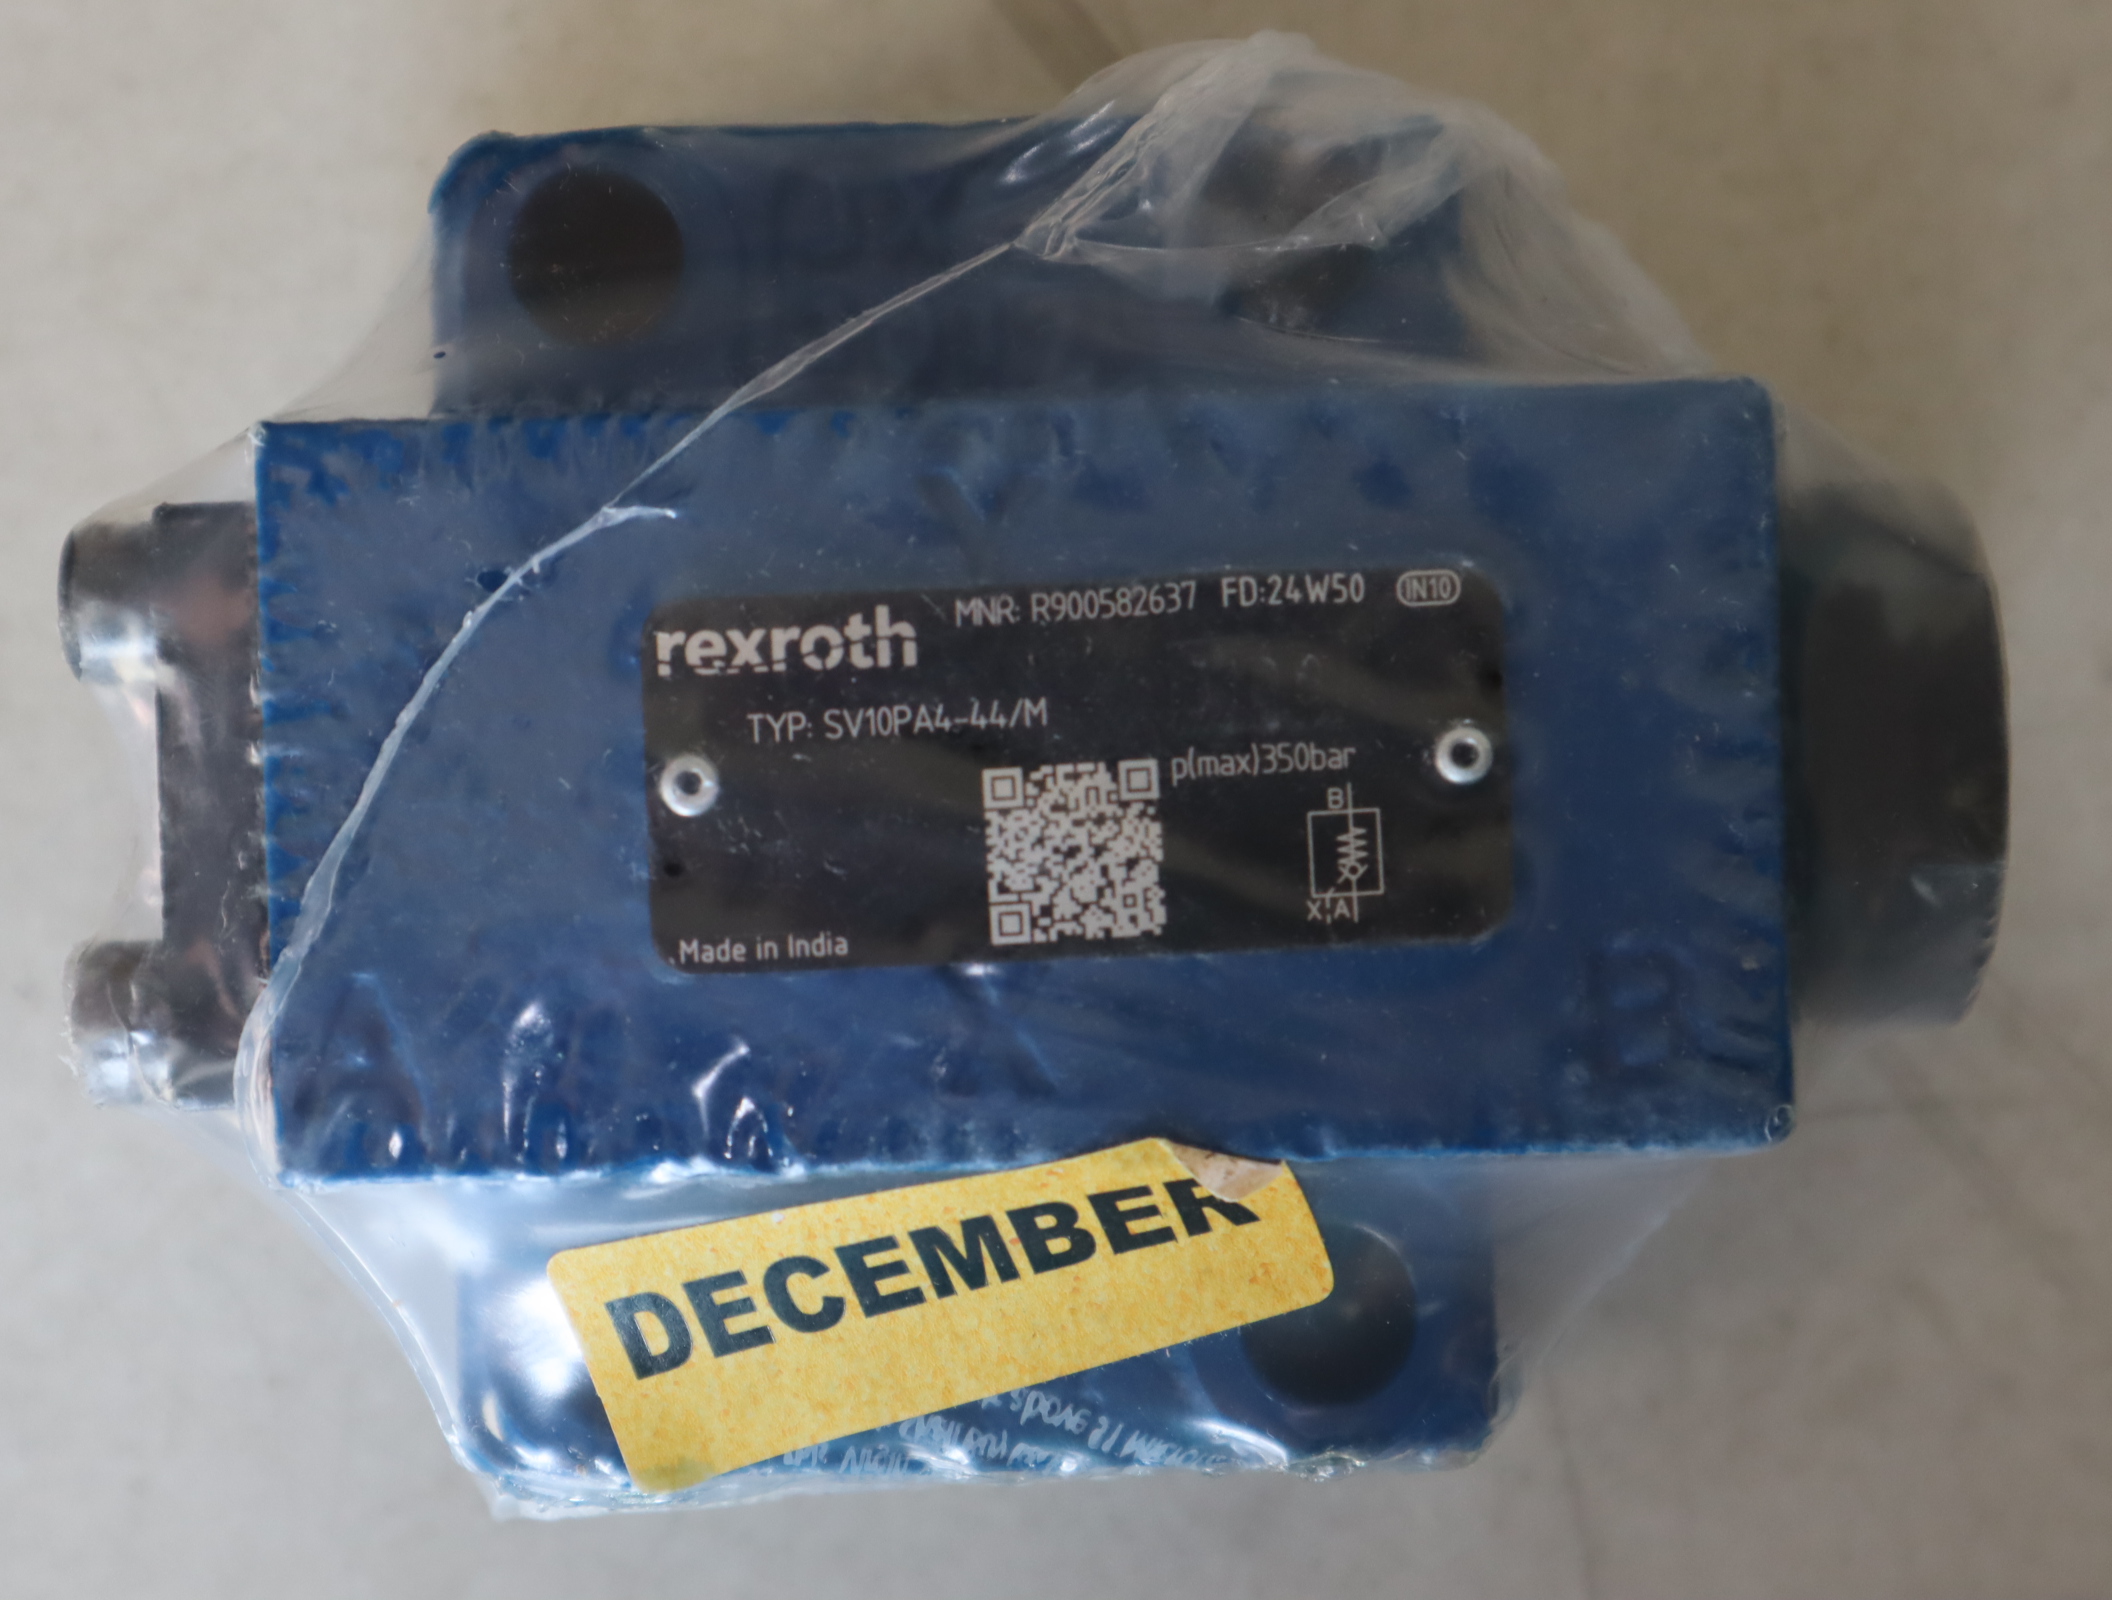 MNR: R900582637 FD:24W50 IN10
rexroth
TYP: SV10PA4-44/M
p(max)350bar
B
X A
Made in India
B
DECEMBER